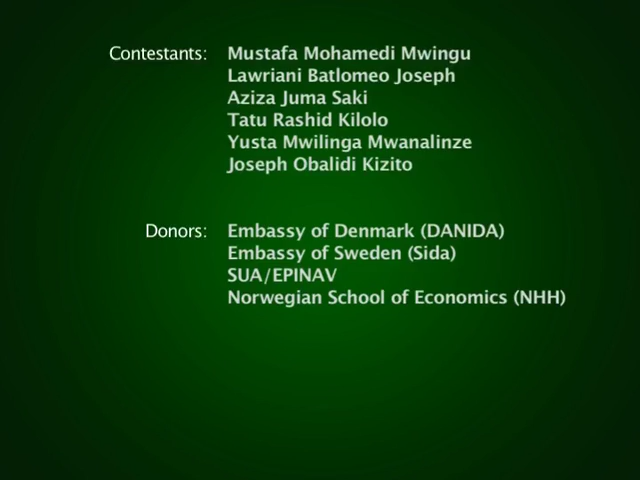 Contestants: Mustafa Mohamedi Mwingu
Lawriani Batlomeo Joseph
Aziza Juma Saki
Tatu Rashid Kilolo
Yusta Mwilinga Mwanalinze
Joseph Obalidi Kizito
Donors: Embassy of Denmark (DANIDA)
Embassy of Sweden (Sida)
SUA/EPINAV
Norwegian School of Economics (NHH)